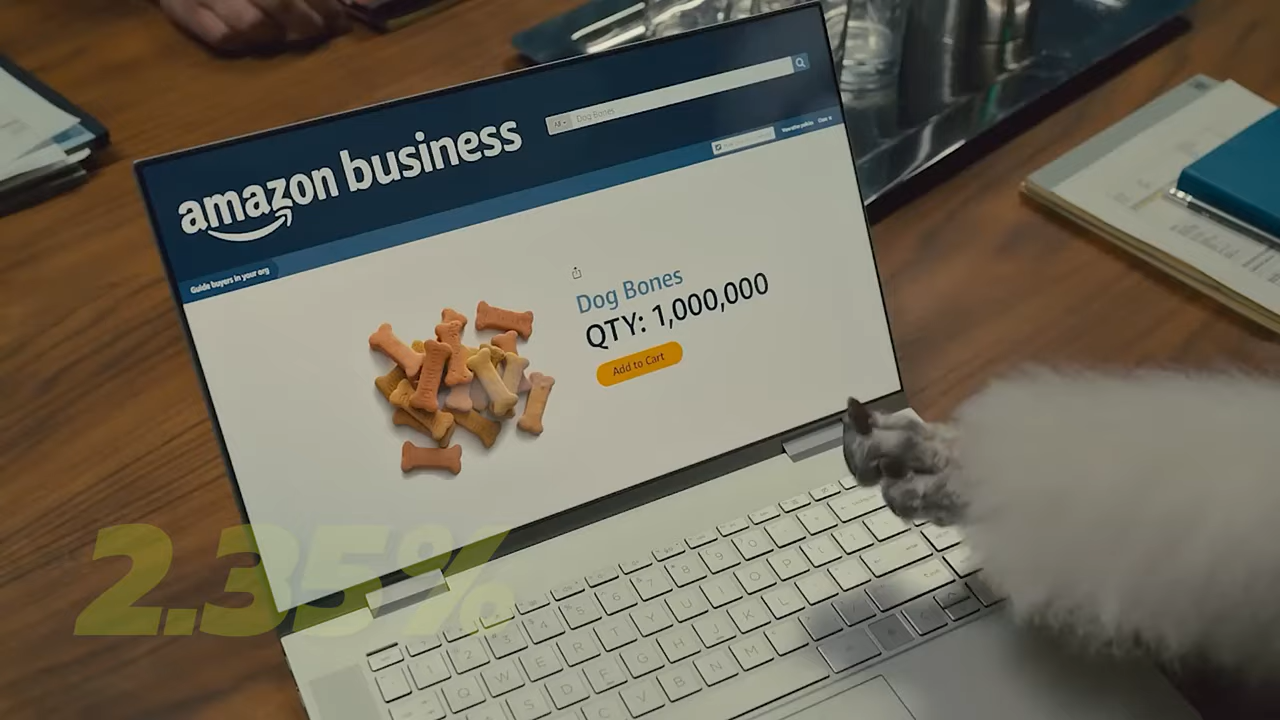 amazon business
All
Dog Bones
Guide buyers in your org
Dog Bones
QTY: 1,000,000
Add to Cart
2.35%